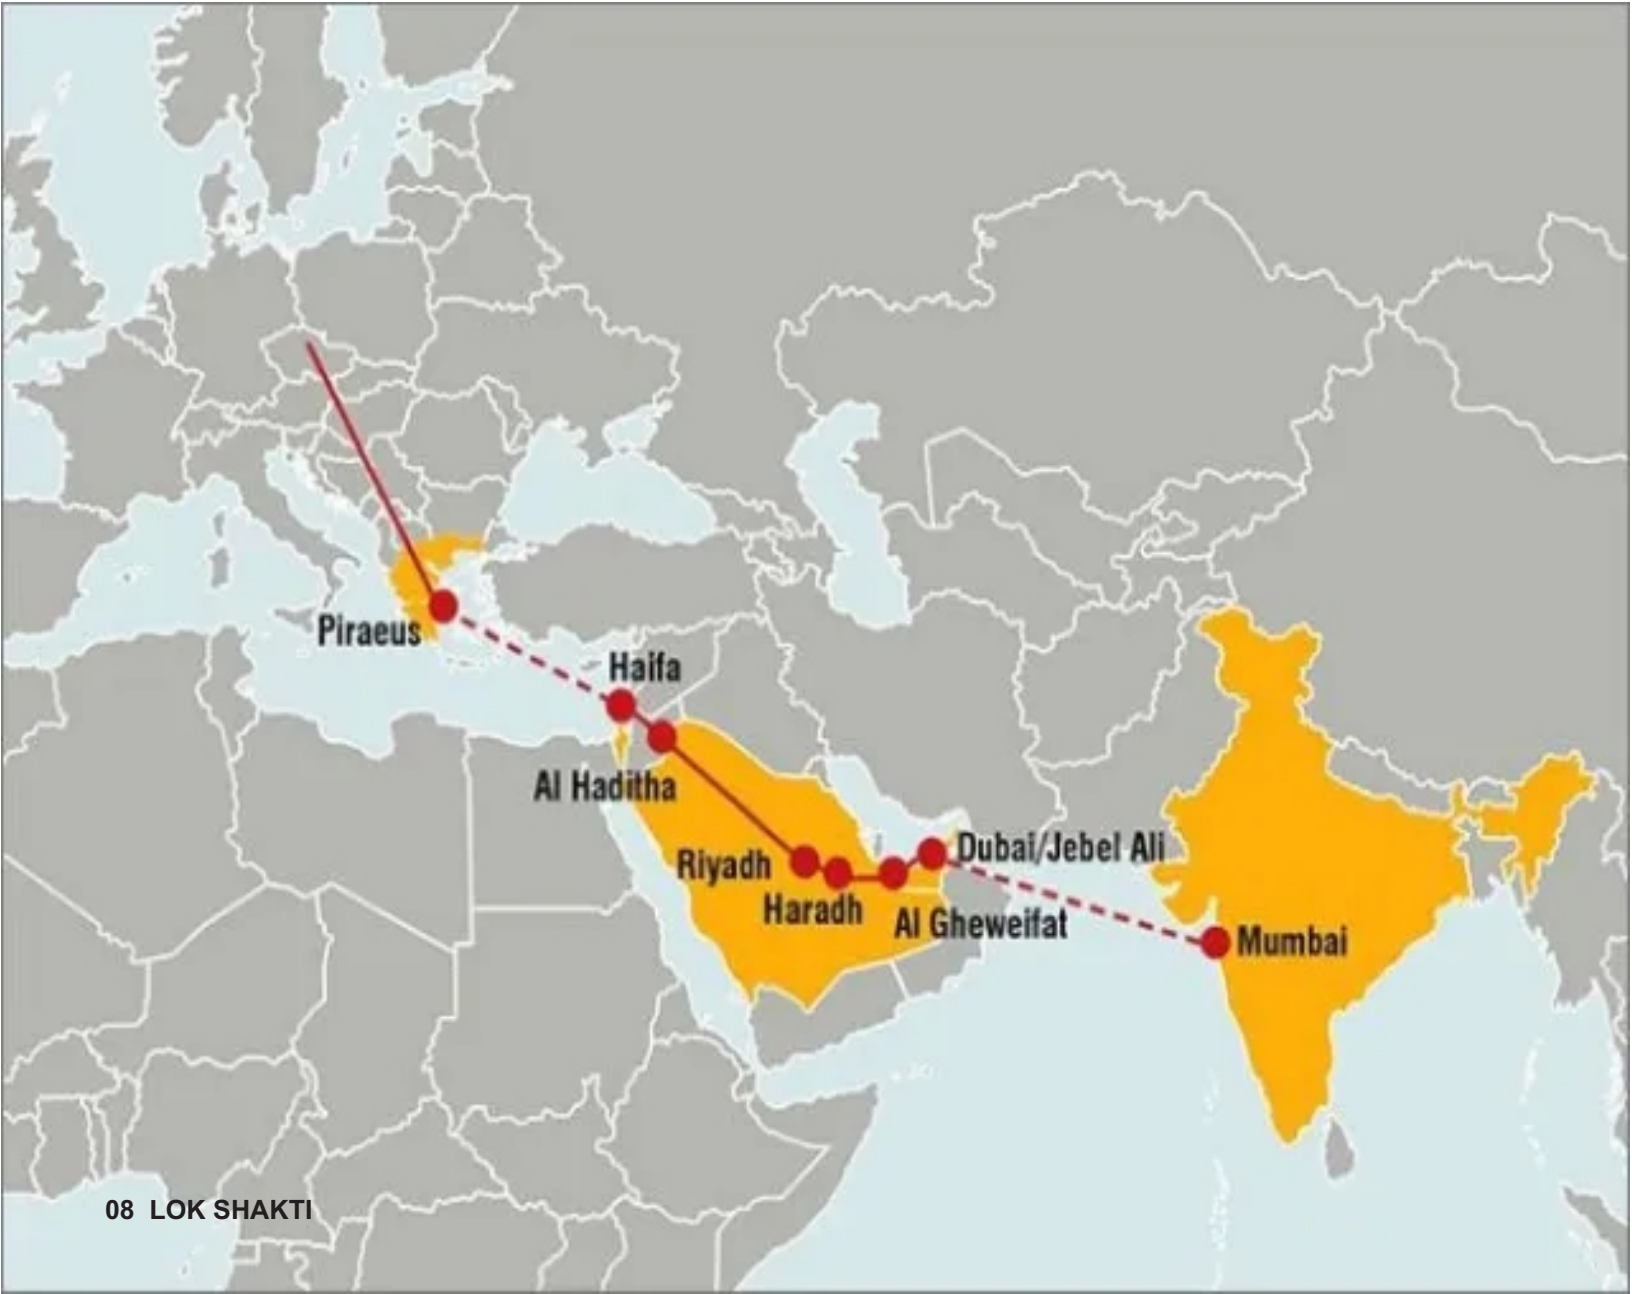 Piraeus
Haifa
Al Haditha
Riyadh
Haradh
Al Gheweifat
Dubai/Jebel Ali
Mumbai
08 LOK SHAKTI